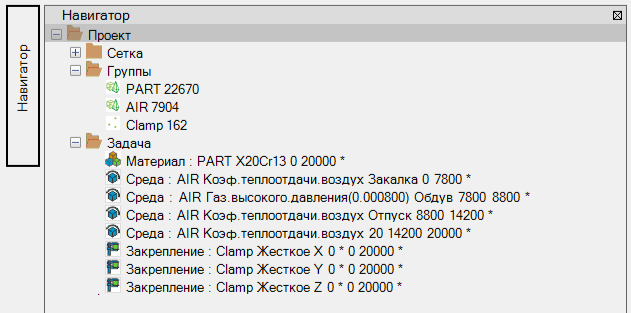 Навигатор
Навигатор
Проект
Сетка
Группы
PART 22670
AIR 7904
Clamp 162
Задача
Материал : PART X20Cr13 0 20000 *
Среда : AIR Коэф.теплоотдачи.воздух Закалка 0 7800 *
Среда : AIR Газ.высокого.давления(0.000800) Обдув 7800 8800 *
Среда : AIR Коэф.теплоотдачи.воздух Отпуск 8800 14200 *
Среда : AIR Коэф.теплоотдачи.воздух 20 14200 20000 *
Закрепление : Clamp Жесткое X 0 * 0 20000 *
Закрепление : Clamp Жесткое Y 0 * 0 20000 *
Закрепление : Clamp Жесткое Z 0 * 0 20000 *